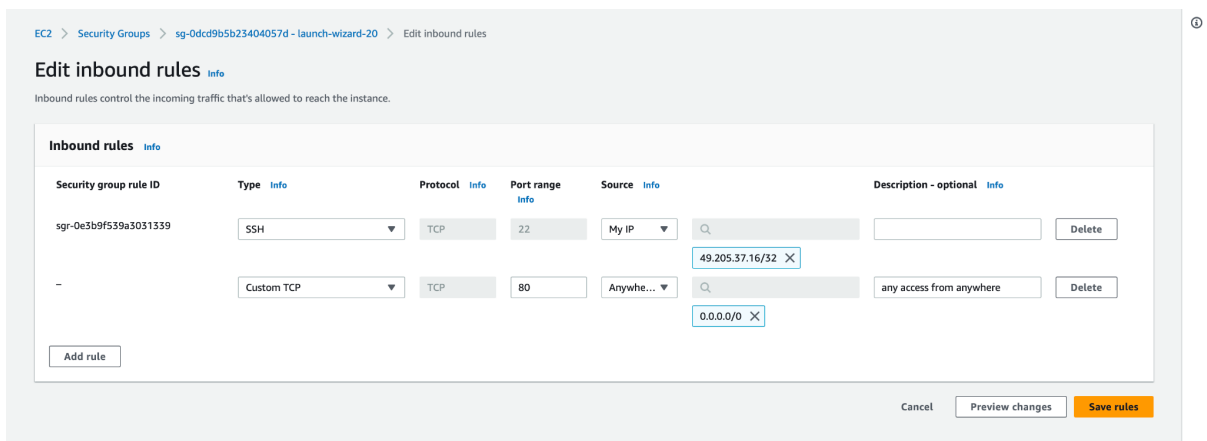 EC2 > Security Groups > sg-0dcd9b5b23404057d - launch-wizard-20 > Edit inbound rules
Edit inbound rules Info
Inbound rules control the incoming traffic that's allowed to reach the instance.
Inbound rules Info
Security group rule ID Type Info Protocol Info Port range Info Source Info Description - optional Info
sgr-0e3b9f539a3031339 SSH TCP 22 My IP Delete
49.205.37.16/32
– Custom TCP TCP 80 Anywhe... any access from anywhere Delete
0.0.0.0/0
Add rule
Cancel Preview changes Save rules